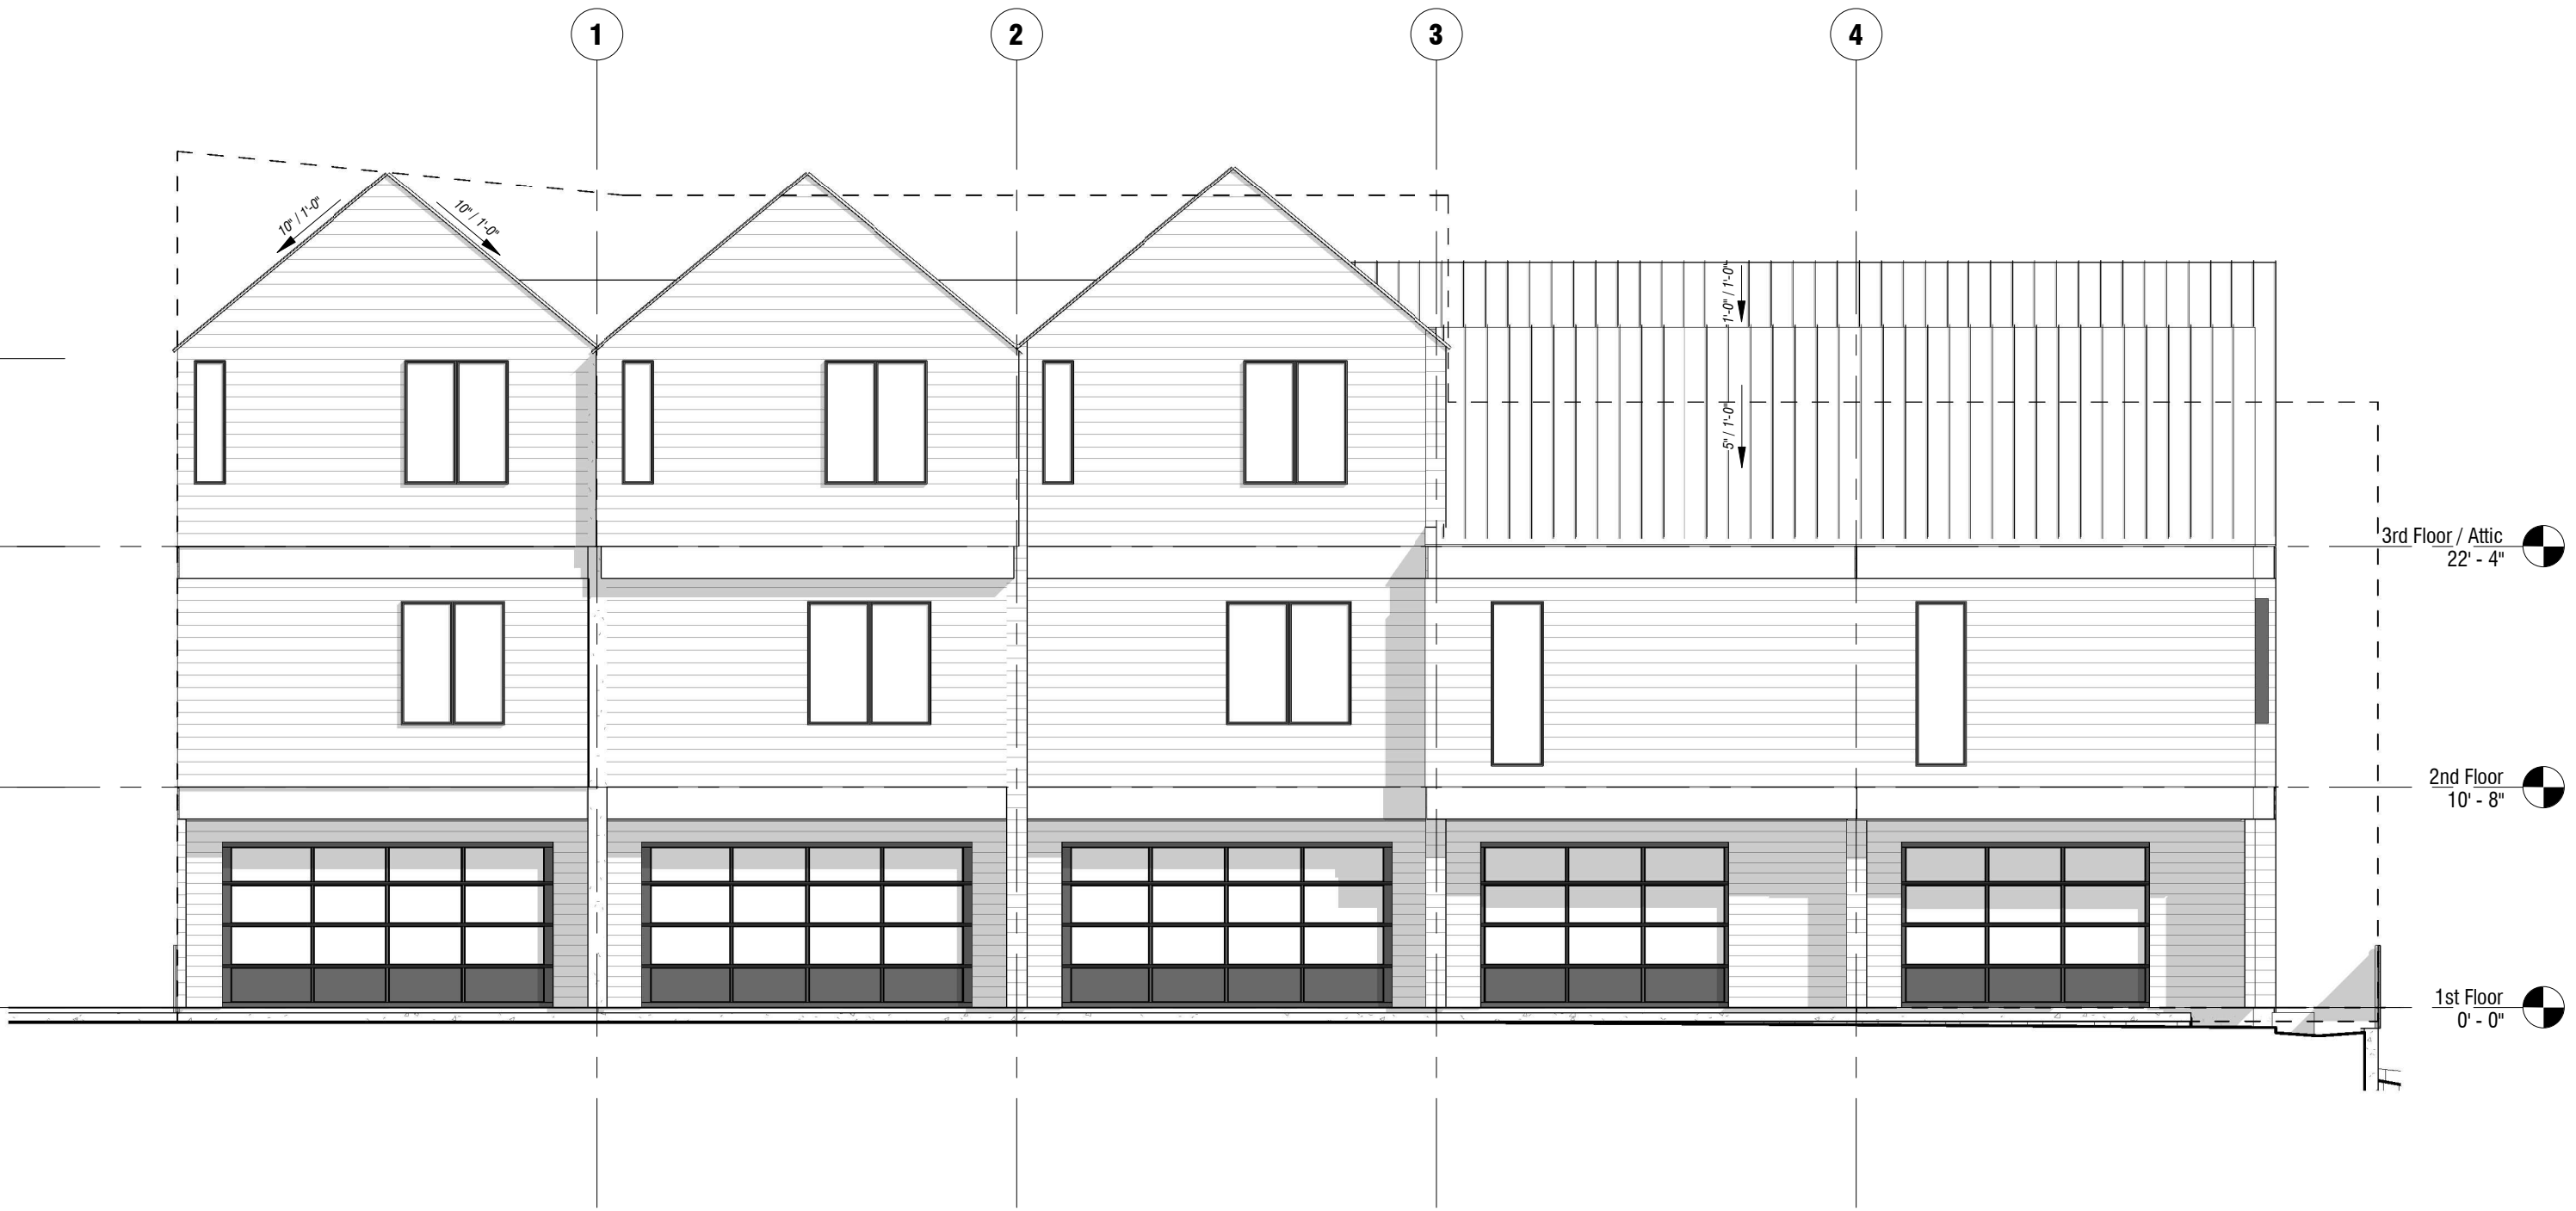 1
2
3
4
10" / 1'-0"
10" / 1'-0"
1'-0" / 1'-0"
5" / 1'-0"
3rd Floor / Attic
22' - 4"
2nd Floor
10' - 8"
1st Floor
0' - 0"